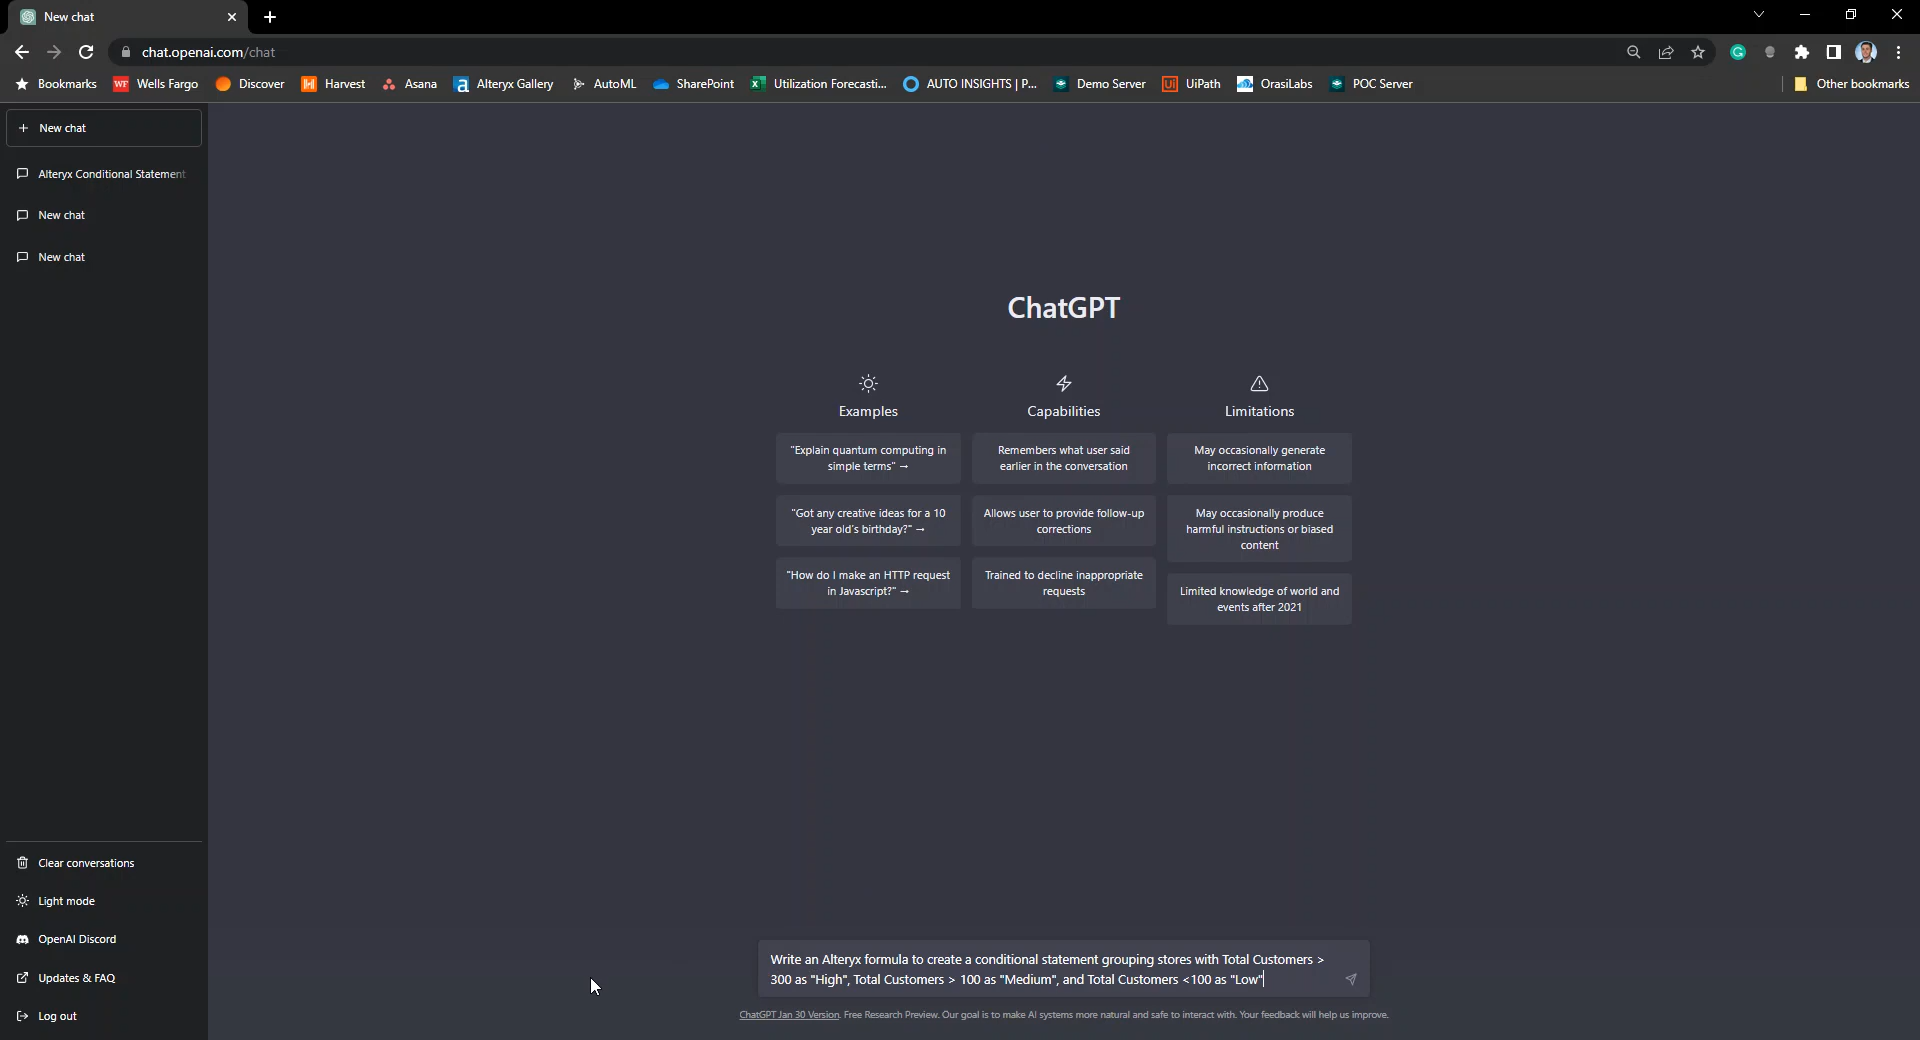 New chat
chat.openai.com/chat
Bookmarks WF Wells Fargo Discover Harvest Asana a Alteryx Gallery AutoML SharePoint Utilization Forecasti... AUTO INSIGHTS | P... Demo Server Ui UiPath OrasiLabs POC Server Other bookmarks
New chat
Alteryx Conditional Statement
New chat
New chat
ChatGPT
Examples
"Explain quantum computing in
simple terms" →
"Got any creative ideas for a 10
year old's birthday?" →
"How do I make an HTTP request
in Javascript?" →
Capabilities
Remembers what user said
earlier in the conversation
Allows user to provide follow-up
corrections
Trained to decline inappropriate
requests
Limitations
May occasionally generate
incorrect information
May occasionally produce
harmful instructions or biased
content
Limited knowledge of world and
events after 2021
Clear conversations
Light mode
OpenAI Discord
Updates & FAQ
Log out
Write an Alteryx formula to create a conditional statement grouping stores with Total Customers >
300 as "High", Total Customers > 100 as "Medium", and Total Customers <100 as "Low"
ChatGPT Jan 30 Version. Free Research Preview. Our goal is to make AI systems more natural and safe to interact with. Your feedback will help us improve.